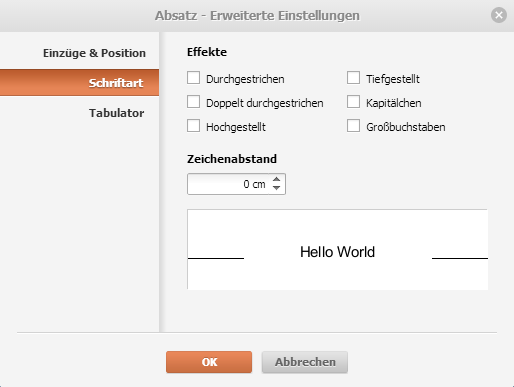 Absatz - Erweiterte Einstellungen
Einzüge & Position
Schriftart
Tabulator
Effekte
Durchgestrichen
Tiefgestellt
Doppelt durchgestrichen
Kapitälchen
Hochgestellt
Großbuchstaben
Zeichenabstand
0 cm
Hello World
OK
Abbrechen